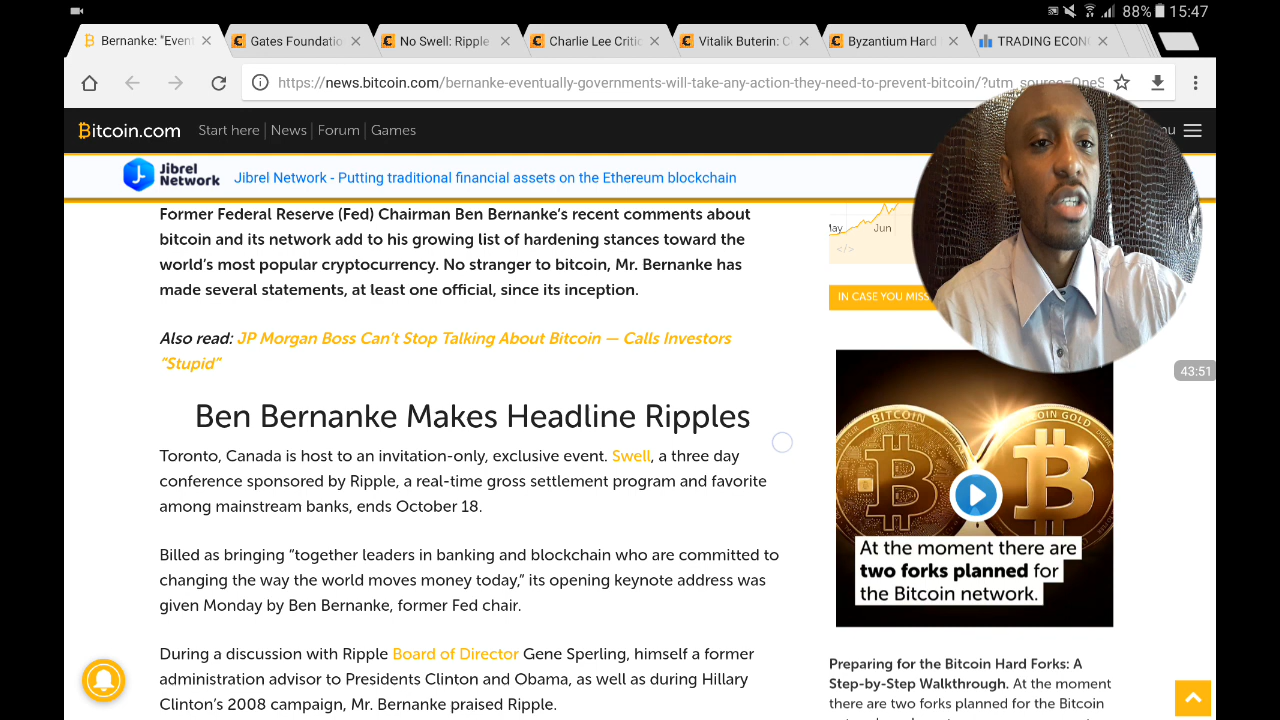 88% 15:47
Bernanke: "Even
Gates Foundatio
No Swell: Ripple
Charlie Lee Critic
Vitalik Buterin: C
Byzantium Hard
TRADING ECON
https://news.bitcoin.com/bernanke-eventually-governments-will-take-any-action-they-need-to-prevent-bitcoin/?utm_source=OneS
Bitcoin.com Start here News Forum Games
Jibrel
Network
Jibrel Network - Putting traditional financial assets on the Ethereum blockchain
Former Federal Reserve (Fed) Chairman Ben Bernanke's recent comments about
bitcoin and its network add to his growing list of hardening stances toward the
world's most popular cryptocurrency. No stranger to bitcoin, Mr. Bernanke has
made several statements, at least one official, since its inception.
Also read: JP Morgan Boss Can't Stop Talking About Bitcoin — Calls Investors
"Stupid"
Ben Bernanke Makes Headline Ripples
Toronto, Canada is host to an invitation-only, exclusive event. Swell, a three day
conference sponsored by Ripple, a real-time gross settlement program and favorite
among mainstream banks, ends October 18.
Billed as bringing "together leaders in banking and blockchain who are committed to
changing the way the world moves money today," its opening keynote address was
given Monday by Ben Bernanke, former Fed chair.
During a discussion with Ripple Board of Director Gene Sperling, himself a former
administration advisor to Presidents Clinton and Obama, as well as during Hillary
Clinton's 2008 campaign, Mr. Bernanke praised Ripple.
Jun
</>
IN CASE YOU MISS
43:51
BITCOIN
COIN GOLD
At the moment there are
two forks planned for
the Bitcoin network.
Preparing for the Bitcoin Hard Forks: A
Step-by-Step Walkthrough. At the moment
there are two forks planned for the Bitcoin